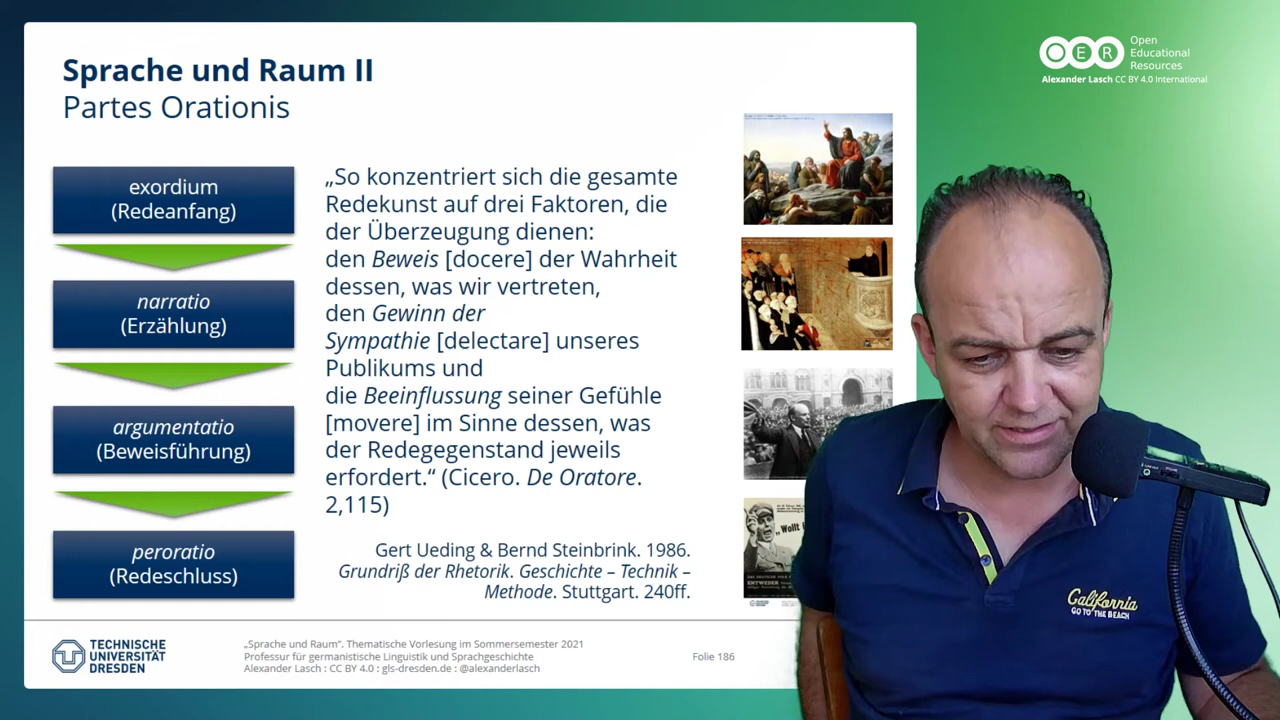 Sprache und Raum II
Partes Orationis
exordium
(Redeanfang)
narratio
(Erzählung)
argumentatio
(Beweisführung)
peroratio
(Redeschluss)
„So konzentriert sich die gesamte
Redekunst auf drei Faktoren, die
der Überzeugung dienen:
den Beweis [docere] der Wahrheit
dessen, was wir vertreten,
den Gewinn der
Sympathie [delectare] unseres
Publikums und
die Beeinflussung seiner Gefühle
[movere] im Sinne dessen, was
der Redegegenstand jeweils
erfordert.“ (Cicero. De Oratore.
2,115)
Gert Ueding & Bernd Steinbrink. 1986.
Grundriß der Rhetorik. Geschichte – Technik –
Methode. Stuttgart. 240ff.
„Wollt
ENTWEDER
TECHNISCHE
UNIVERSITÄT
DRESDEN
„Sprache und Raum“. Thematische Vorlesung im Sommersemester 2021
Professur für germanistische Linguistik und Sprachgeschichte
Alexander Lasch : CC BY 4.0 : gls-dresden.de : @alexanderlasch
Folie 186
OER
Open
Educational
Resources
Alexander Lasch CC BY 4.0 International
California
GO TO THE BEACH